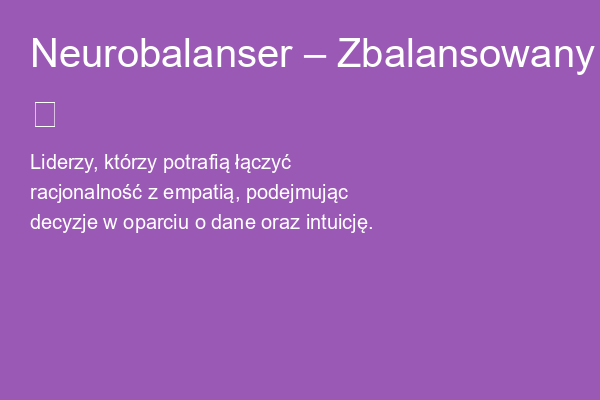 Neurobalanser – Zbalansowany
Liderzy, którzy potrafią łączyć
racjonalność z empatią, podejmując
decyzje w oparciu o dane oraz intuicję.